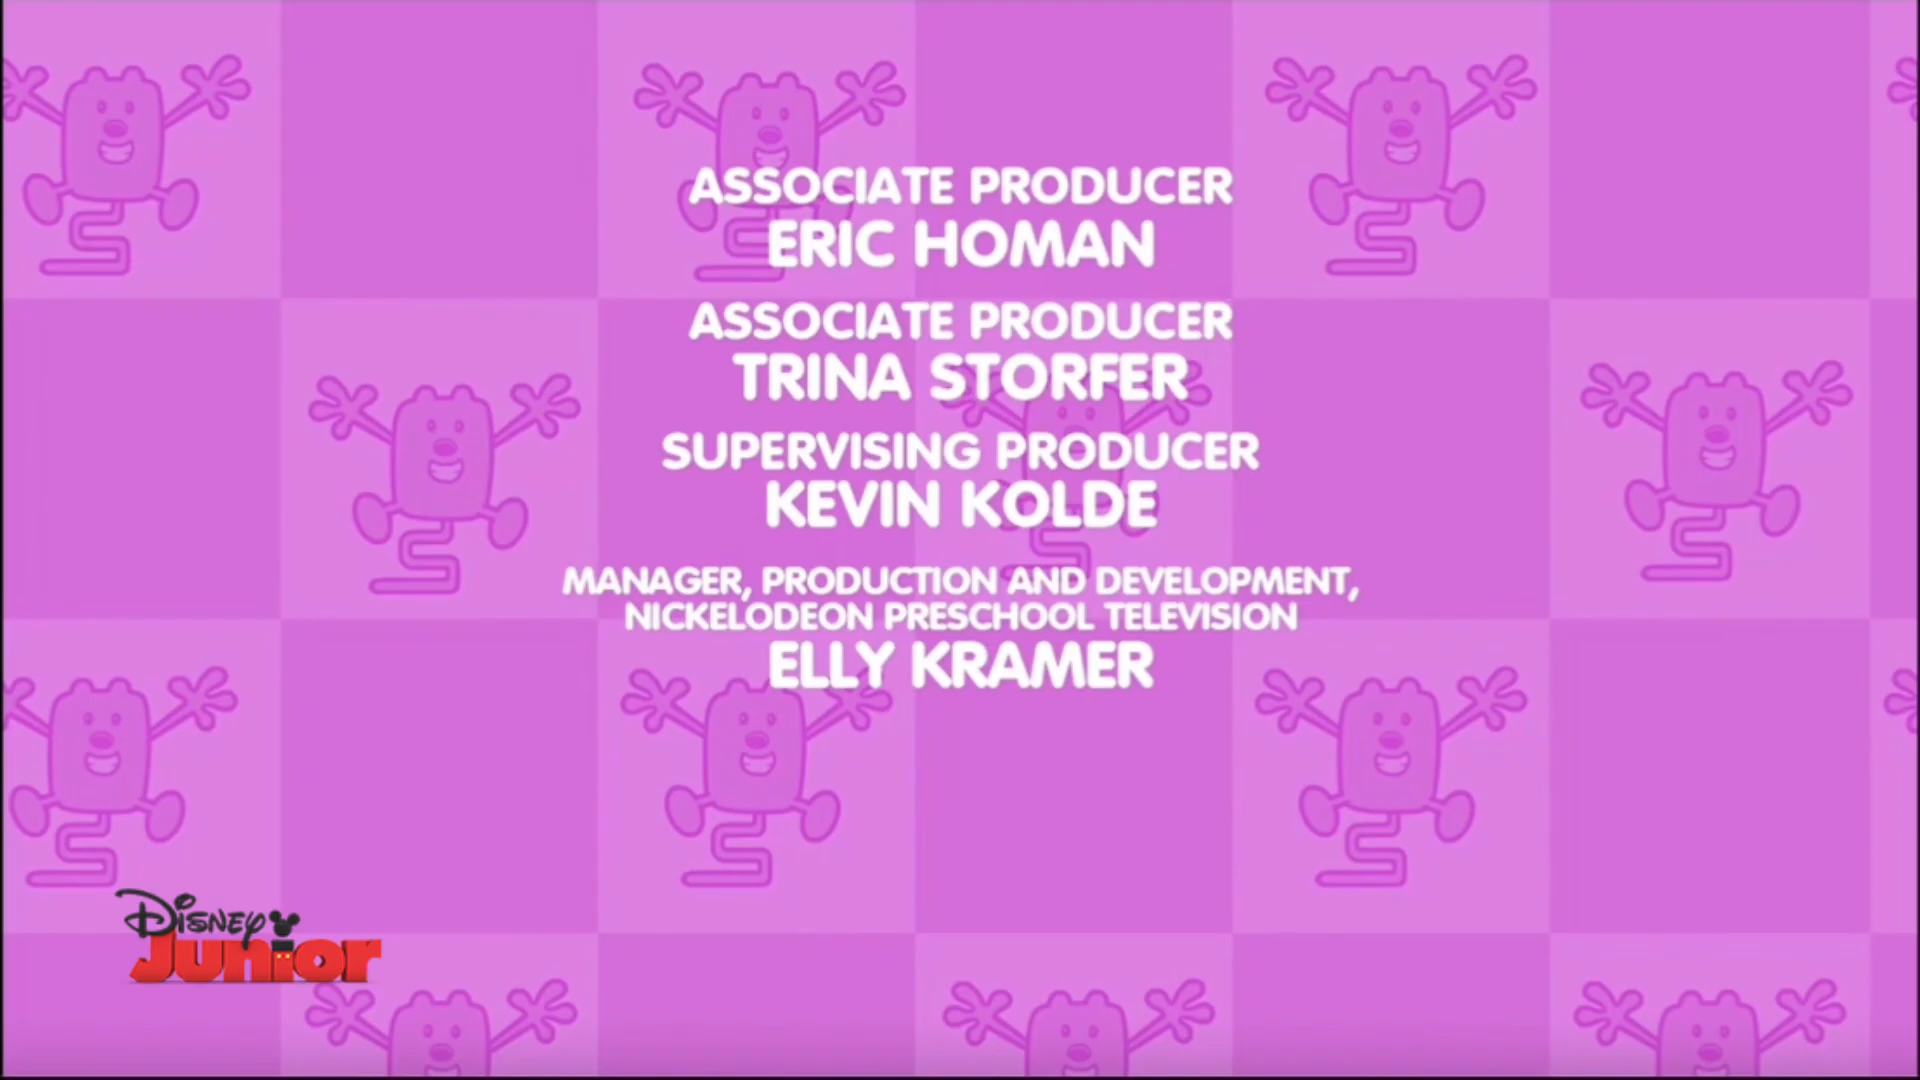 ASSOCIATE PRODUCER
ERIC HOMAN
ASSOCIATE PRODUCER
TRINA STORFER
SUPERVISING PRODUCER
KEVIN KOLDE
MANAGER, PRODUCTION AND DEVELOPMENT,
NICKELODEON PRESCHOOL TELEVISION
ELLY KRAMER
DISNEY
JUNIOR